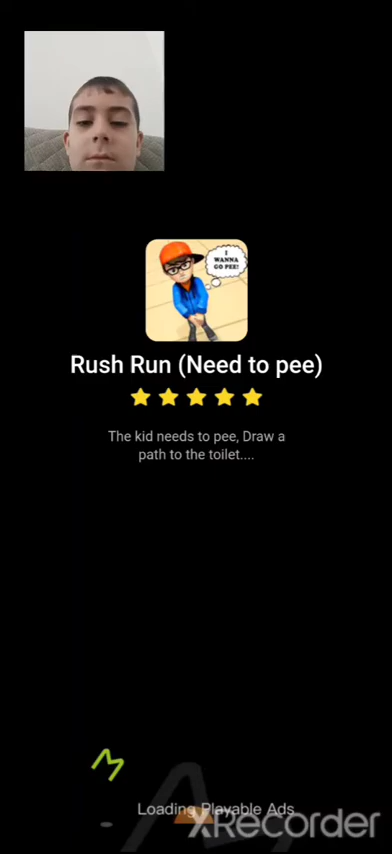 I
WANNA
GO PEE!
Rush Run (Need to pee)
The kid needs to pee, Draw a
path to the toilet....
Loading Playable Ads
XRecorder